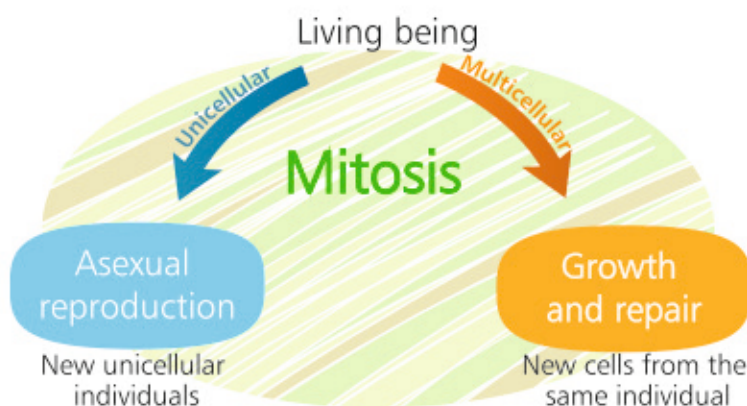 Living being
Unicellular
Multicellular
Mitosis
Asexual
reproduction
Growth
and repair
New unicellular
individuals
New cells from the
same individual